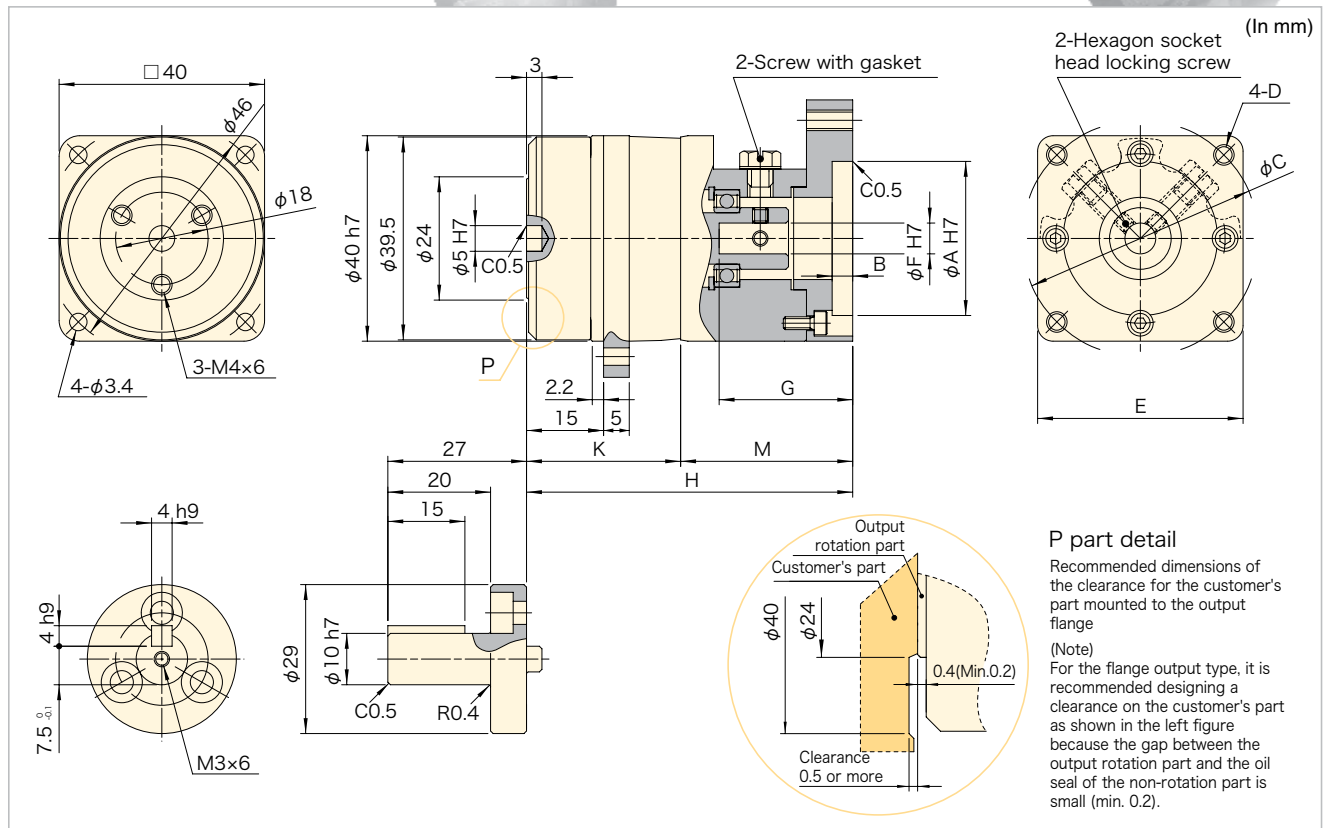 (In mm)
□40
φ46
φ18
3-M4×6
4-φ3.4
3
2-Screw with gasket
φ40 h7
φ39.5
φ24
φ5 H7
C0.5
C0.5
B
φF H7
φA H7
P
2.2
15
5
G
K
M
H
2-Hexagon socket
head locking screw
4-D
φC
E
27
20
15
4 h9
4 h9
7.5 0 -0.1
M3×6
φ29
φ10 h7
C0.5
R0.4
Output
rotation part
Customer's part
φ40
φ24
0.4(Min.0.2)
Clearance
0.5 or more
P part detail
Recommended dimensions of
the clearance for the customer's
part mounted to the output
flange
(Note)
For the flange output type, it is
recommended designing a
clearance on the customer's part
as shown in the left figure
because the gap between the
output rotation part and the oil
seal of the non-rotation part is
small (min. 0.2).